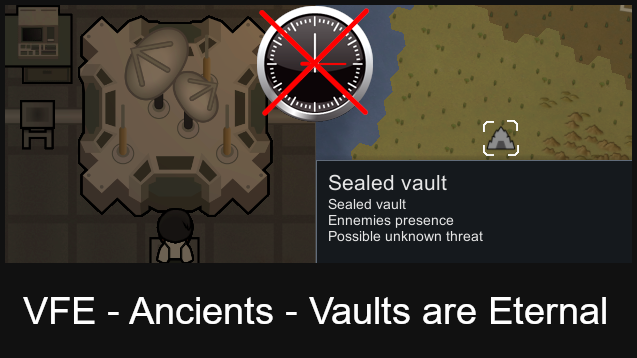 Sealed vault
Sealed vault
Ennemies presence
Possible unknown threat
VFE - Ancients - Vaults are Eternal